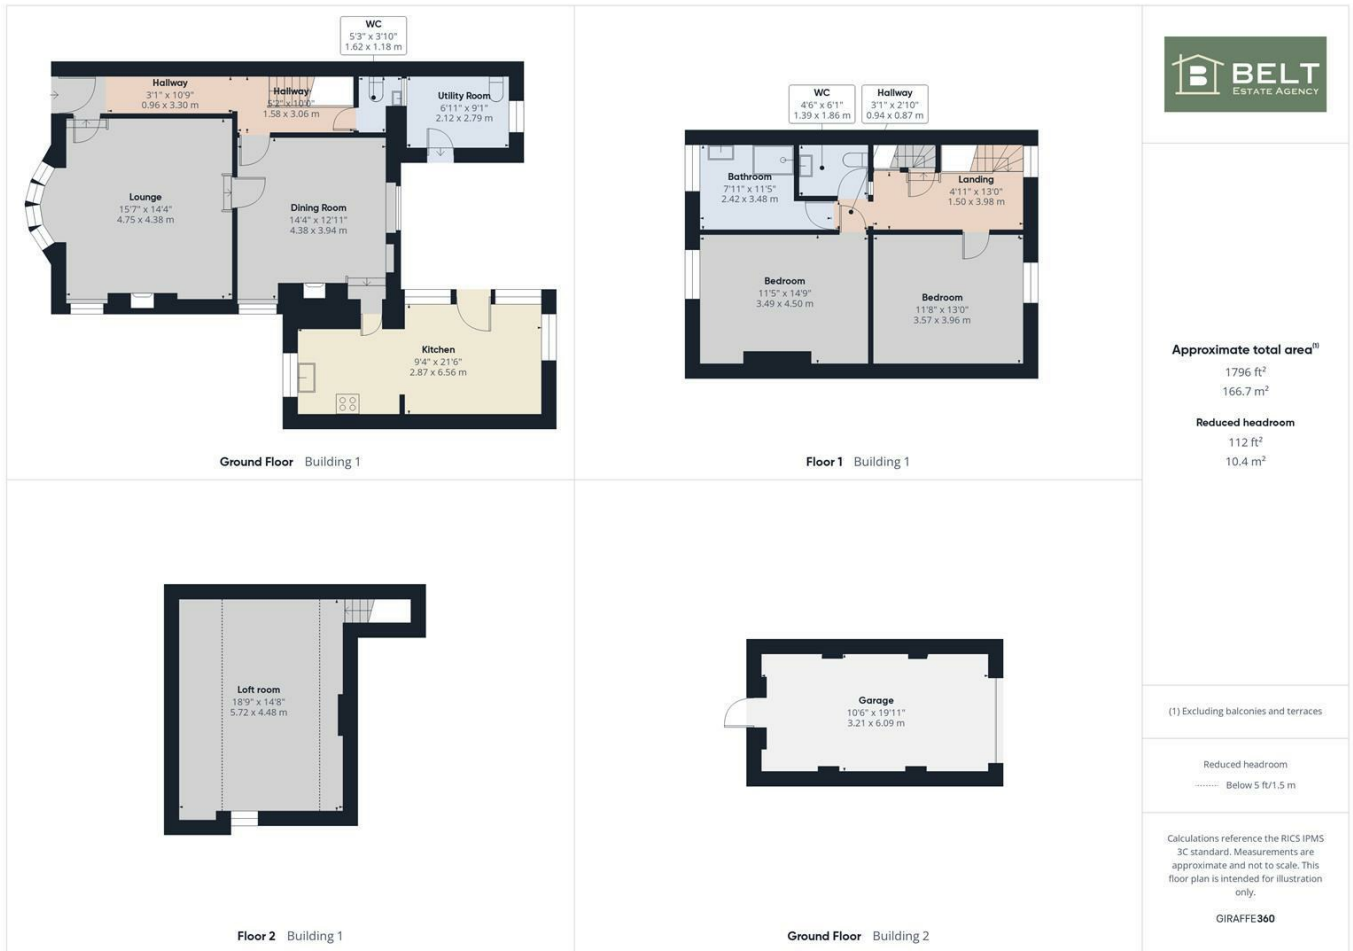 WC
5'3" x 3'10"
1.62 x 1.18 m
Hallway
3'1" x 10'9"
0.96 x 3.30 m
Hallway
5'2" x 10'0"
1.58 x 3.06 m
Utility Room
6'11" x 9'1"
2.12 x 2.79 m
Lounge
15'7" x 14'4"
4.75 x 4.38 m
Dining Room
14'4" x 12'11"
4.38 x 3.94 m
Kitchen
9'4" x 21'6"
2.87 x 6.56 m
Ground Floor Building 1
WC
4'6" x 6'1"
1.39 x 1.86 m
Hallway
3'1" x 2'10"
0.94 x 0.87 m
Bathroom
7'11" x 11'5"
2.42 x 3.48 m
Landing
4'11" x 13'0"
1.50 x 3.98 m
Bedroom
11'5" x 14'9"
3.49 x 4.50 m
Bedroom
11'8" x 13'0"
3.57 x 3.96 m
Floor 1 Building 1
Loft room
18'9" x 14'8"
5.72 x 4.48 m
Floor 2 Building 1
Garage
10'6" x 19'11"
3.21 x 6.09 m
Ground Floor Building 2
B BELT
ESTATE AGENCY
Approximate total area(1)
1796 ft²
166.7 m²
Reduced headroom
112 ft²
10.4 m²
(1) Excluding balconies and terraces
Reduced headroom
Below 5 ft/1.5 m
Calculations reference the RICS IPMS
3C standard. Measurements are
approximate and not to scale. This
floor plan is intended for illustration
only.
GIRAFFE360